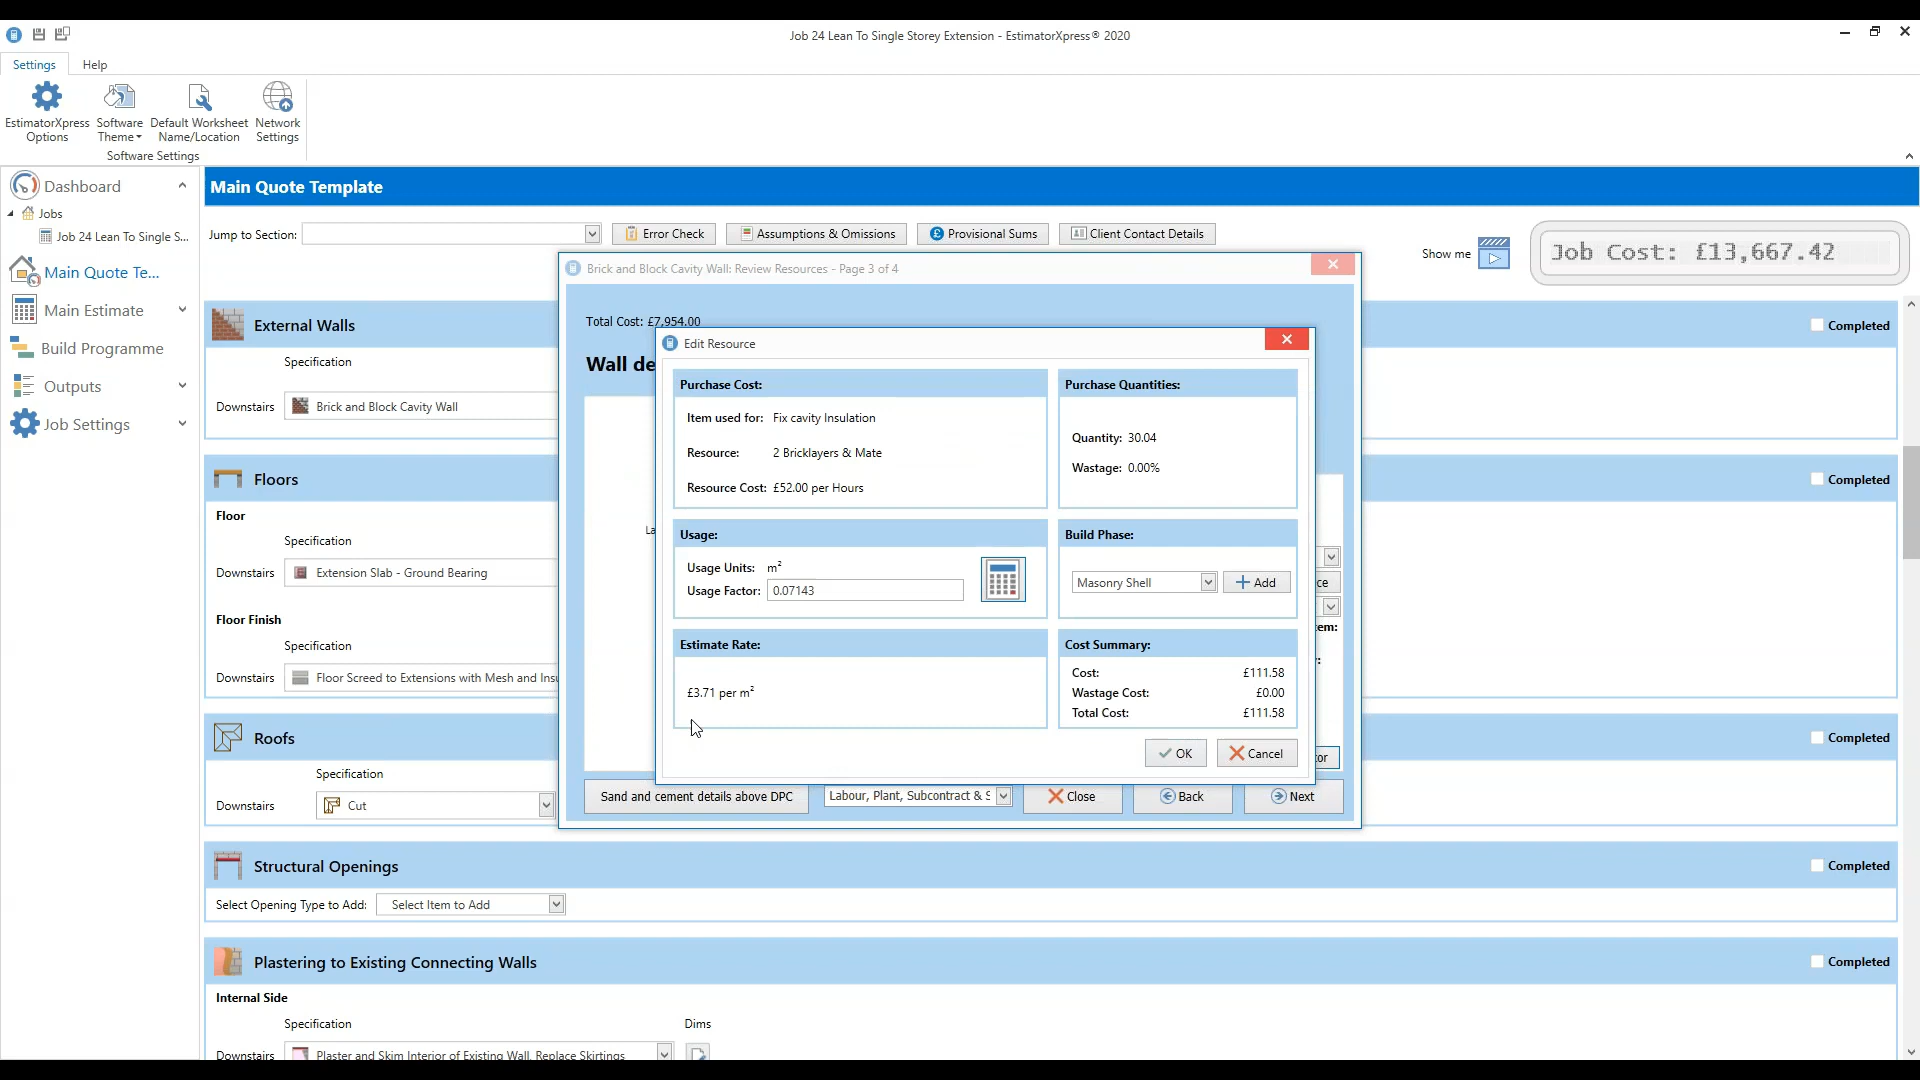 Job 24 Lean To Single Storey Extension - EstimatorXpress® 2020
Settings
Help
EstimatorXpress Options
Software Theme
Default Worksheet Name/Location
Network Settings
Software Settings
Dashboard
Jobs
Job 24 Lean To Single S...
Main Quote Te...
Main Estimate
Build Programme
Outputs
Job Settings
Main Quote Template
Jump to Section:
Error Check
Assumptions & Omissions
Provisional Sums
Client Contact Details
Show me
Job Cost: £13,667.42
External Walls
Completed
Specification
Downstairs
Brick and Block Cavity Wall
Floors
Completed
Floor
Specification
Downstairs
Extension Slab - Ground Bearing
Floor Finish
Specification
Downstairs
Floor Screed to Extensions with Mesh and Insu
Roofs
Completed
Specification
Downstairs
Cut
Structural Openings
Completed
Select Opening Type to Add:
Select Item to Add
Plastering to Existing Connecting Walls
Completed
Internal Side
Specification
Dims
Downstairs
Plaster and Skim Interior of Existing Wall, Replace Skirtings
Brick and Block Cavity Wall: Review Resources - Page 3 of 4
Total Cost: £7,954.00
Wall de
La
ce
em:
or
Sand and cement details above DPC
Labour, Plant, Subcontract & S
Close
Back
Next
Edit Resource
Purchase Cost:
Item used for: Fix cavity Insulation
Resource: 2 Bricklayers & Mate
Resource Cost: £52.00 per Hours
Purchase Quantities:
Quantity: 30.04
Wastage: 0.00%
Usage:
Usage Units: m²
Usage Factor: 0.07143
Build Phase:
Masonry Shell
Add
Estimate Rate:
£3.71 per m²
Cost Summary:
Cost: £111.58
Wastage Cost: £0.00
Total Cost: £111.58
OK
Cancel